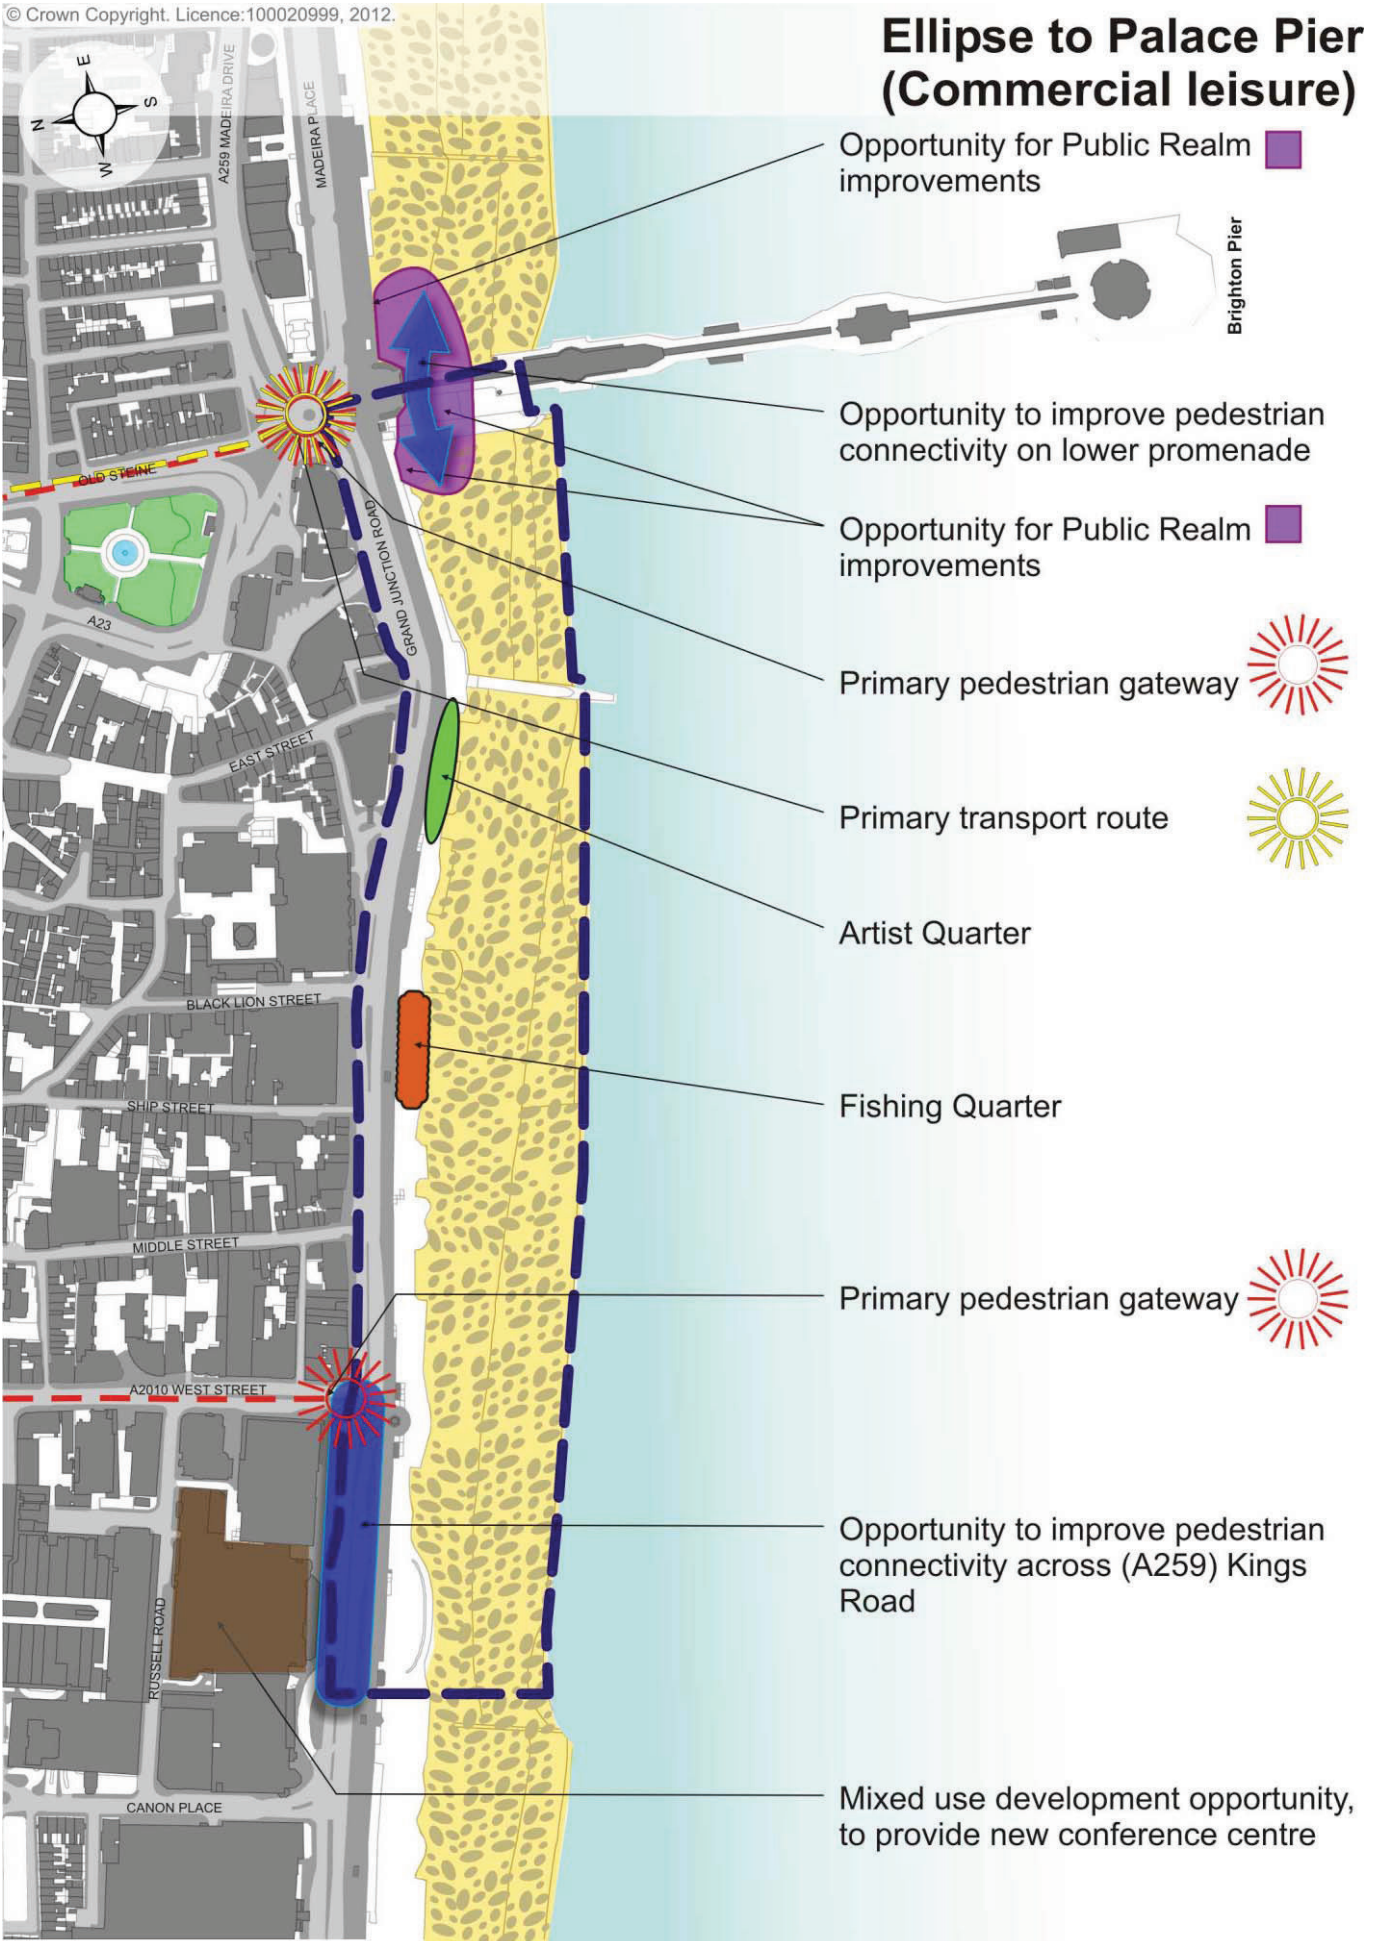 © Crown Copyright. Licence:100020999, 2012.
Ellipse to Palace Pier
(Commercial leisure)
E
S
N
W
A259 MADEIRA DRIVE
MADEIRA PLACE
Opportunity for Public Realm
improvements
Brighton Pier
Opportunity to improve pedestrian
connectivity on lower promenade
OLD STEINE
Opportunity for Public Realm
improvements
GRAND JUNCTION ROAD
A23
Primary pedestrian gateway
EAST STREET
Primary transport route
Artist Quarter
BLACK LION STREET
SHIP STREET
Fishing Quarter
MIDDLE STREET
Primary pedestrian gateway
A2010 WEST STREET
Opportunity to improve pedestrian
connectivity across (A259) Kings
Road
RUSSELL ROAD
CANON PLACE
Mixed use development opportunity,
to provide new conference centre